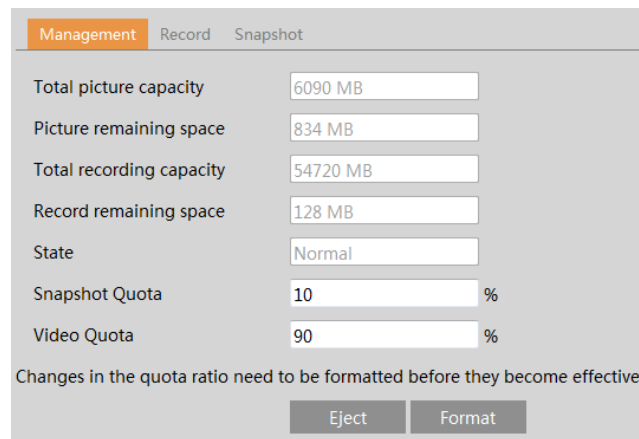 Management Record Snapshot
Total picture capacity 6090 MB
Picture remaining space 834 MB
Total recording capacity 54720 MB
Record remaining space 128 MB
State Normal
Snapshot Quota 10 %
Video Quota 90 %
Changes in the quota ratio need to be formatted before they become effective
Eject Format